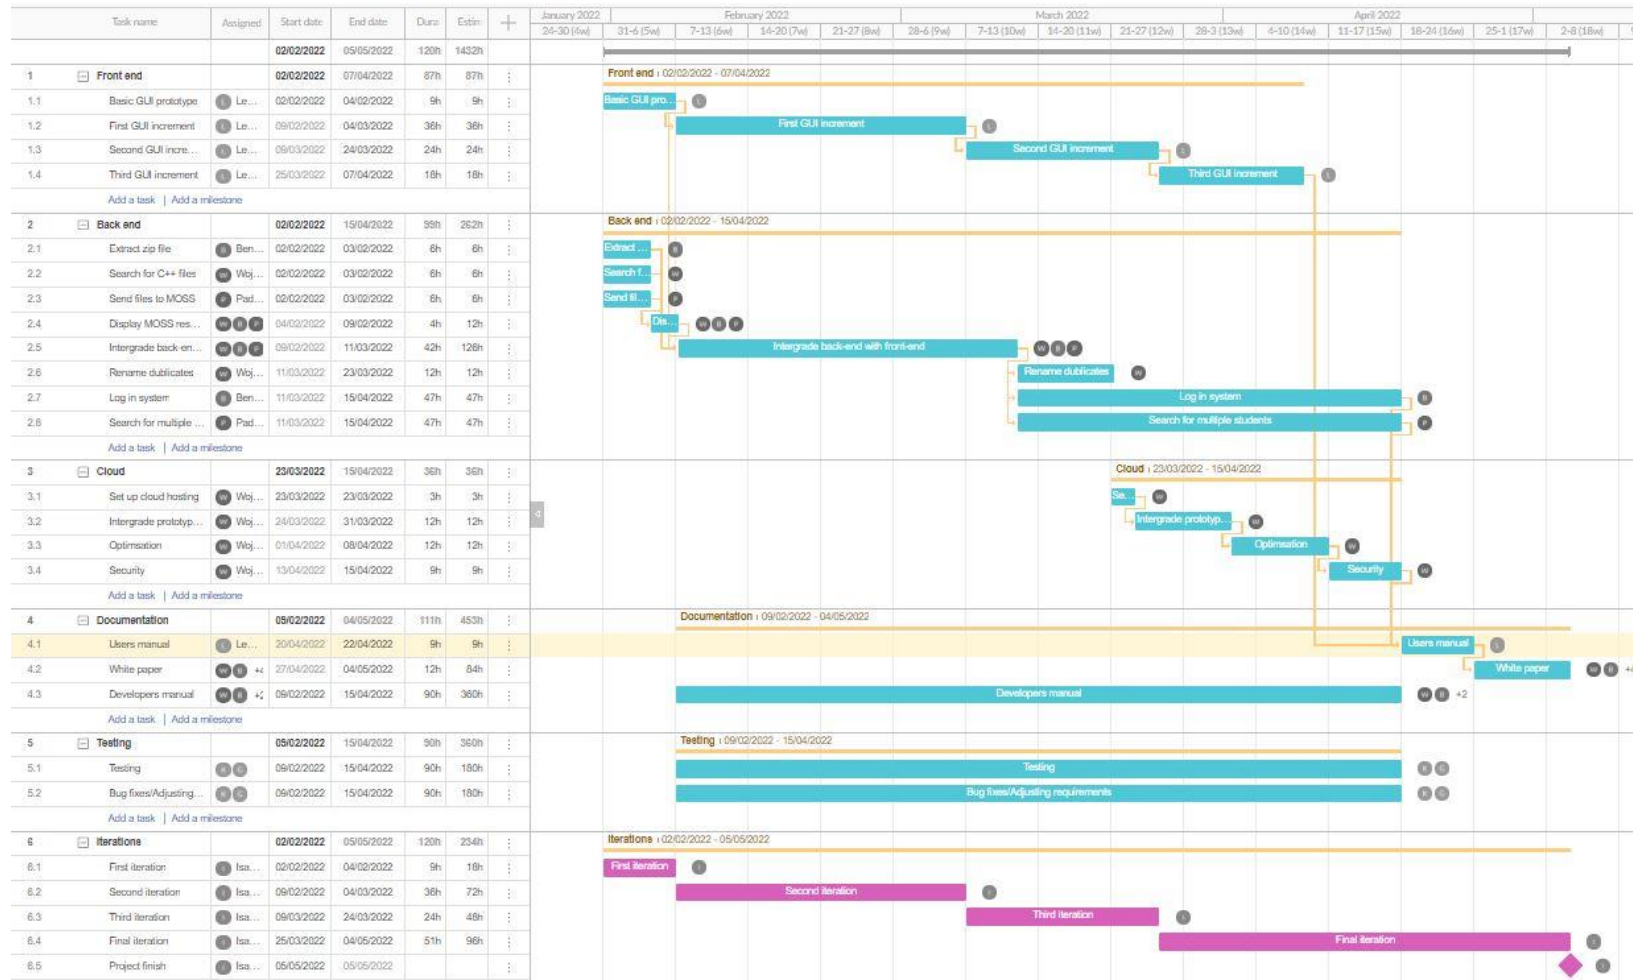 Task name Assigned Start date End date Dura Estim January 2022 February 2022 March 2022 April 2022
24-30 (4w) 31-6 (5w) 7-13 (6w) 14-20 (7w) 21-27 (8w) 28-6 (9w) 7-13 (10w) 14-20 (11w) 21-27 (12w) 28-3 (13w) 4-10 (14w) 11-17 (15w) 18-24 (16w) 25-1 (17w) 2-8 (18w)
02/02/2022 05/05/2022 120h 1432h
1 Front end 02/02/2022 07/04/2022 87h 87h Front end : 02/02/2022 - 07/04/2022
1.1 Basic GUI prototype L Le... 02/02/2022 04/02/2022 9h 9h Basic GUI pro... L
1.2 First GUI increment L Le... 09/02/2022 04/03/2022 36h 36h First GUI increment L
1.3 Second GUI incre... L Le... 09/03/2022 24/03/2022 24h 24h Second GUI increment L
1.4 Third GUI increment L Le... 25/03/2022 07/04/2022 18h 18h Third GUI increment L
Add a task | Add a milestone
2 Back end 02/02/2022 15/04/2022 99h 262h Back end : 02/02/2022 - 15/04/2022
2.1 Extract zip file B Ben... 02/02/2022 03/02/2022 6h 6h Extract ... B
2.2 Search for C++ files W Woj... 02/02/2022 03/02/2022 6h 6h Search f... W
2.3 Send files to MOSS P Pad... 02/02/2022 03/02/2022 6h 6h Send fil... P
2.4 Display MOSS res... W B P 04/02/2022 09/02/2022 4h 12h Dis... W B P
2.5 Intergrade back-en... W B P 09/02/2022 11/03/2022 42h 126h Intergrade back-end with front-end W B P
2.6 Rename dublicates W Woj... 11/03/2022 23/03/2022 12h 12h Rename dublicates W
2.7 Log in system B Ben... 11/03/2022 15/04/2022 47h 47h Log in system B
2.8 Search for multiple ... P Pad... 11/03/2022 15/04/2022 47h 47h Search for multiple students P
Add a task | Add a milestone
3 Cloud 23/03/2022 15/04/2022 36h 36h Cloud : 23/03/2022 - 15/04/2022
3.1 Set up cloud hosting W Woj... 23/03/2022 23/03/2022 3h 3h Se... W
3.2 Intergrade prototyp... W Woj... 24/03/2022 31/03/2022 12h 12h Intergrade prototyp... W
3.3 Optimsation W Woj... 01/04/2022 08/04/2022 12h 12h Optimsation W
3.4 Security W Woj... 13/04/2022 15/04/2022 9h 9h Security W
Add a task | Add a milestone
4 Documentation 09/02/2022 04/05/2022 111h 453h Documentation : 09/02/2022 - 04/05/2022
4.1 Users manual L Le... 20/04/2022 22/04/2022 9h 9h Users manual L
4.2 White paper W B +4 27/04/2022 04/05/2022 12h 84h White paper W B +4
4.3 Developers manual W B +2 09/02/2022 15/04/2022 90h 360h Developers manual W B +2
Add a task | Add a milestone
5 Testing 09/02/2022 15/04/2022 90h 360h Testing : 09/02/2022 - 15/04/2022
5.1 Testing K G 09/02/2022 15/04/2022 90h 180h Testing K G
5.2 Bug fixes/Adjusting... K G 09/02/2022 15/04/2022 90h 180h Bug fixes/Adjusting requirements K G
Add a task | Add a milestone
6 Iterations 02/02/2022 05/05/2022 120h 234h Iterations : 02/02/2022 - 05/05/2022
6.1 First iteration I Isa... 02/02/2022 04/02/2022 9h 18h First iteration I
6.2 Second iteration I Isa... 09/02/2022 04/03/2022 36h 72h Second iteration I
6.3 Third iteration I Isa... 09/03/2022 24/03/2022 24h 48h Third iteration I
6.4 Final iteration I Isa... 25/03/2022 04/05/2022 51h 96h Final iteration I
6.5 Project finish I Isa... 05/05/2022 05/05/2022 I